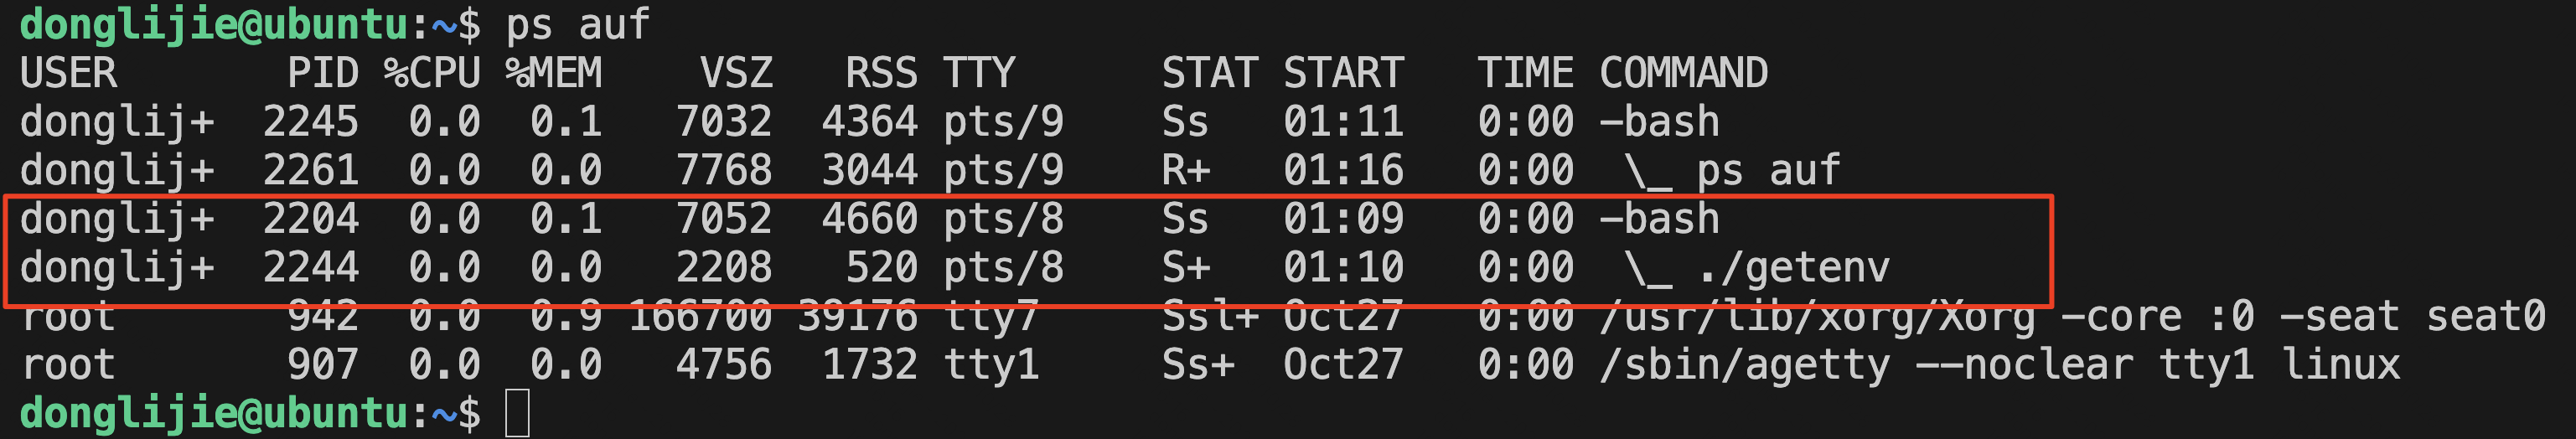 donglijie@ubuntu:~$ ps auf
USER PID %CPU %MEM VSZ RSS TTY STAT START TIME COMMAND
donglij+ 2245 0.0 0.1 7032 4364 pts/9 Ss 01:11 0:00 -bash
donglij+ 2261 0.0 0.0 7768 3044 pts/9 R+ 01:16 0:00 \_ ps auf
donglij+ 2204 0.0 0.1 7052 4660 pts/8 Ss 01:09 0:00 -bash
donglij+ 2244 0.0 0.0 2208 520 pts/8 S+ 01:10 0:00 \_ ./getenv
root 942 0.0 0.9 166700 39176 tty7 Ssl+ Oct27 0:00 /usr/lib/xorg/Xorg -core :0 -seat seat0
root 907 0.0 0.0 4756 1732 tty1 Ss+ Oct27 0:00 /sbin/agetty --noclear tty1 linux
donglijie@ubuntu:~$